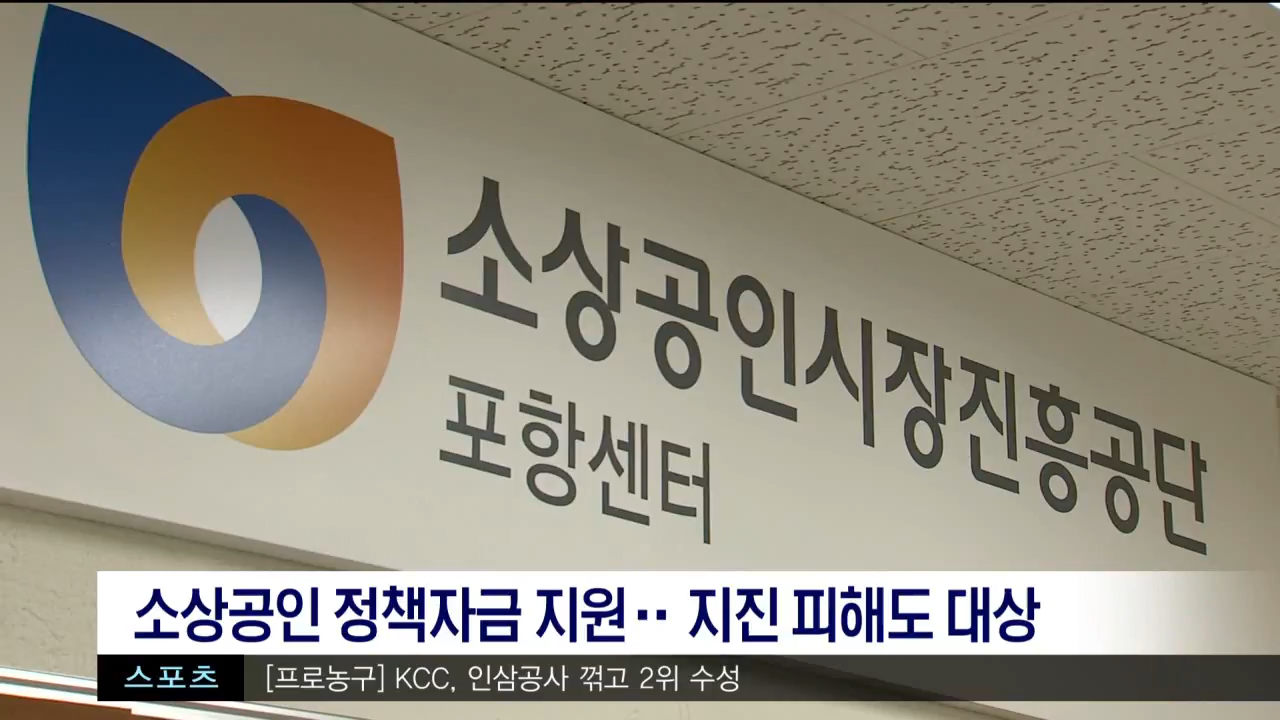 소상공인시장진흥공단
포항센터
소상공인 정책자금 지원‥ 지진 피해도 대상
스포츠 [프로농구] KCC, 인삼공사 꺾고 2위 수성